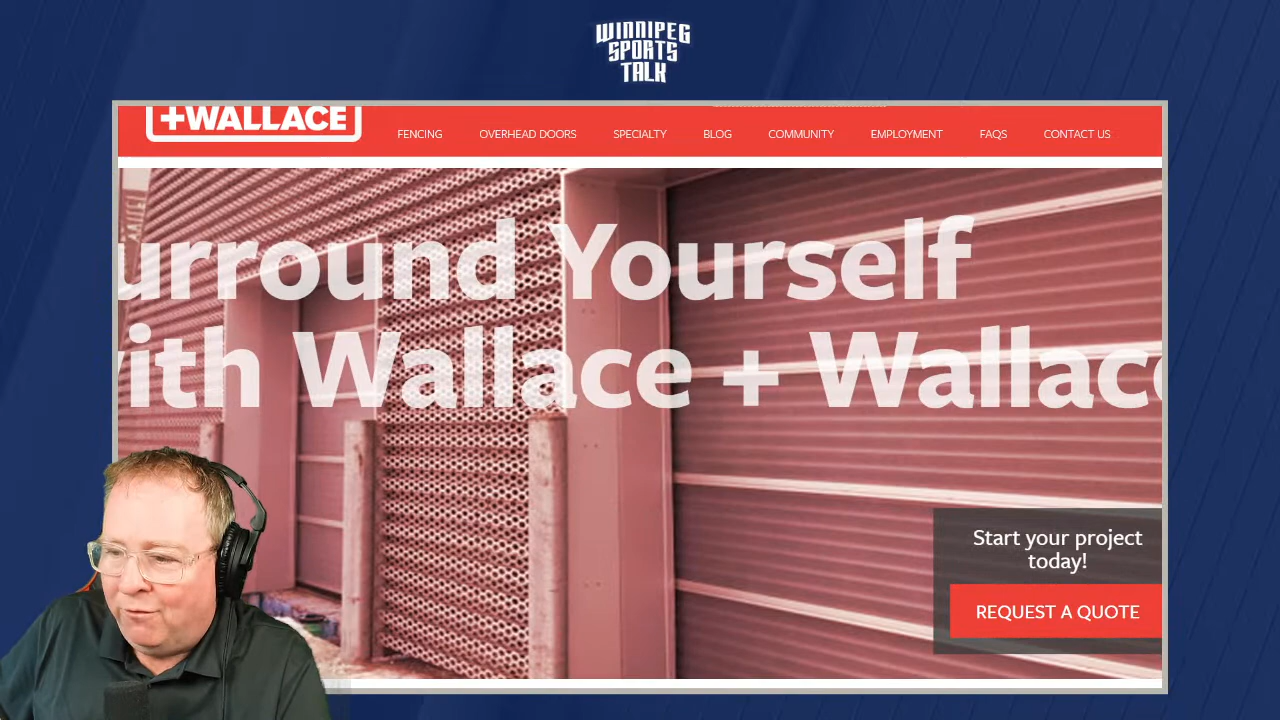 WINNIPEG
SPORTS
TALK
+WALLACE
FENCING OVERHEAD DOORS SPECIALTY BLOG COMMUNITY EMPLOYMENT FAQS CONTACT US
urround Yourself
ith Wallace + Wallac
Start your project
today!
REQUEST A QUOTE